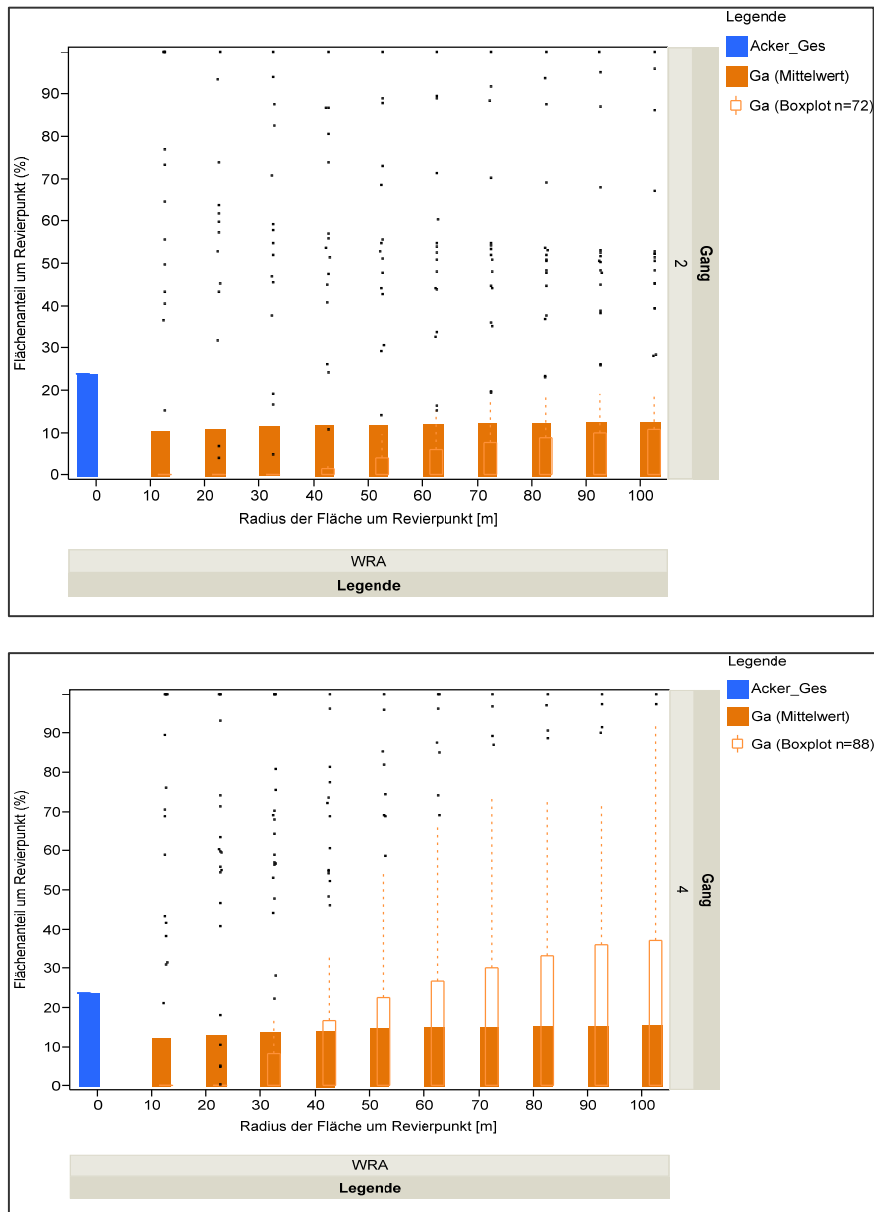 Legende
Acker_Ges
Ga (Mittelwert)
Ga (Boxplot n=72)
Flächenanteil um Revierpunkt (%)
90
80
70
60
50
40
30
20
10
0
2
Gang
0 10 20 30 40 50 60 70 80 90 100
Radius der Fläche um Revierpunkt [m]
WRA
Legende
Legende
Acker_Ges
Ga (Mittelwert)
Ga (Boxplot n=88)
Flächenanteil um Revierpunkt (%)
90
80
70
60
50
40
30
20
10
0
4
Gang
0 10 20 30 40 50 60 70 80 90 100
Radius der Fläche um Revierpunkt [m]
WRA
Legende